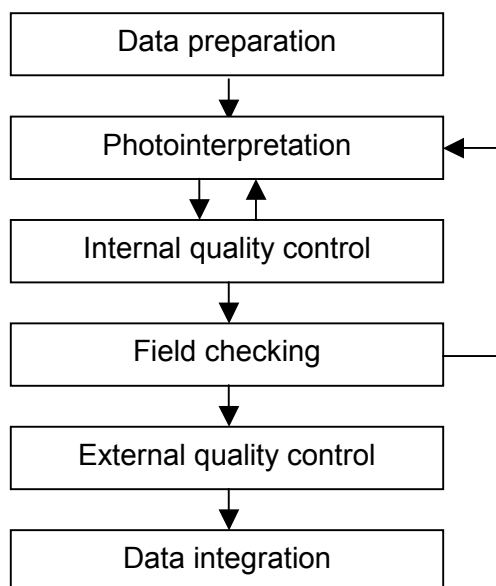 Data preparation
Photointerpretation
Internal quality control
Field checking
External quality control
Data integration